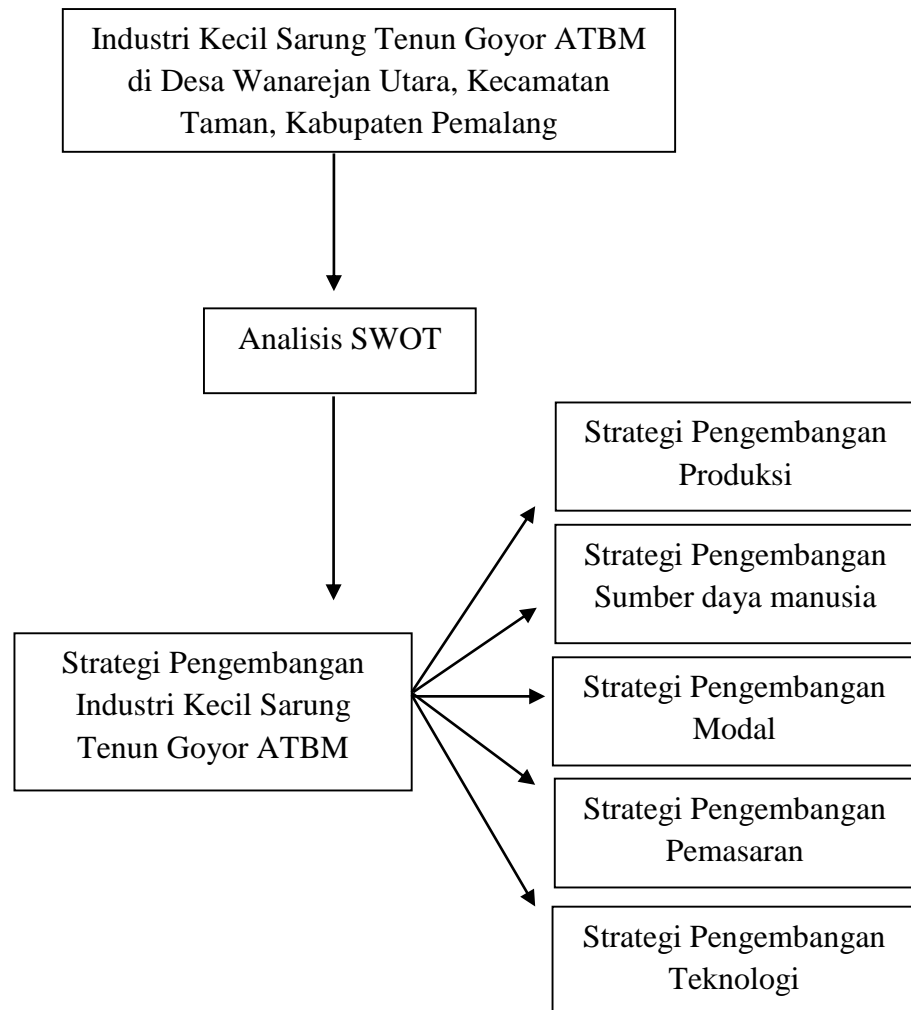 Industri Kecil Sarung Tenun Goyor ATBM
di Desa Wanarejan Utara, Kecamatan
Taman, Kabupaten Pemalang
Analisis SWOT
Strategi Pengembangan
Industri Kecil Sarung
Tenun Goyor ATBM
Strategi Pengembangan
Produksi
Strategi Pengembangan
Sumber daya manusia
Strategi Pengembangan
Modal
Strategi Pengembangan
Pemasaran
Strategi Pengembangan
Teknologi